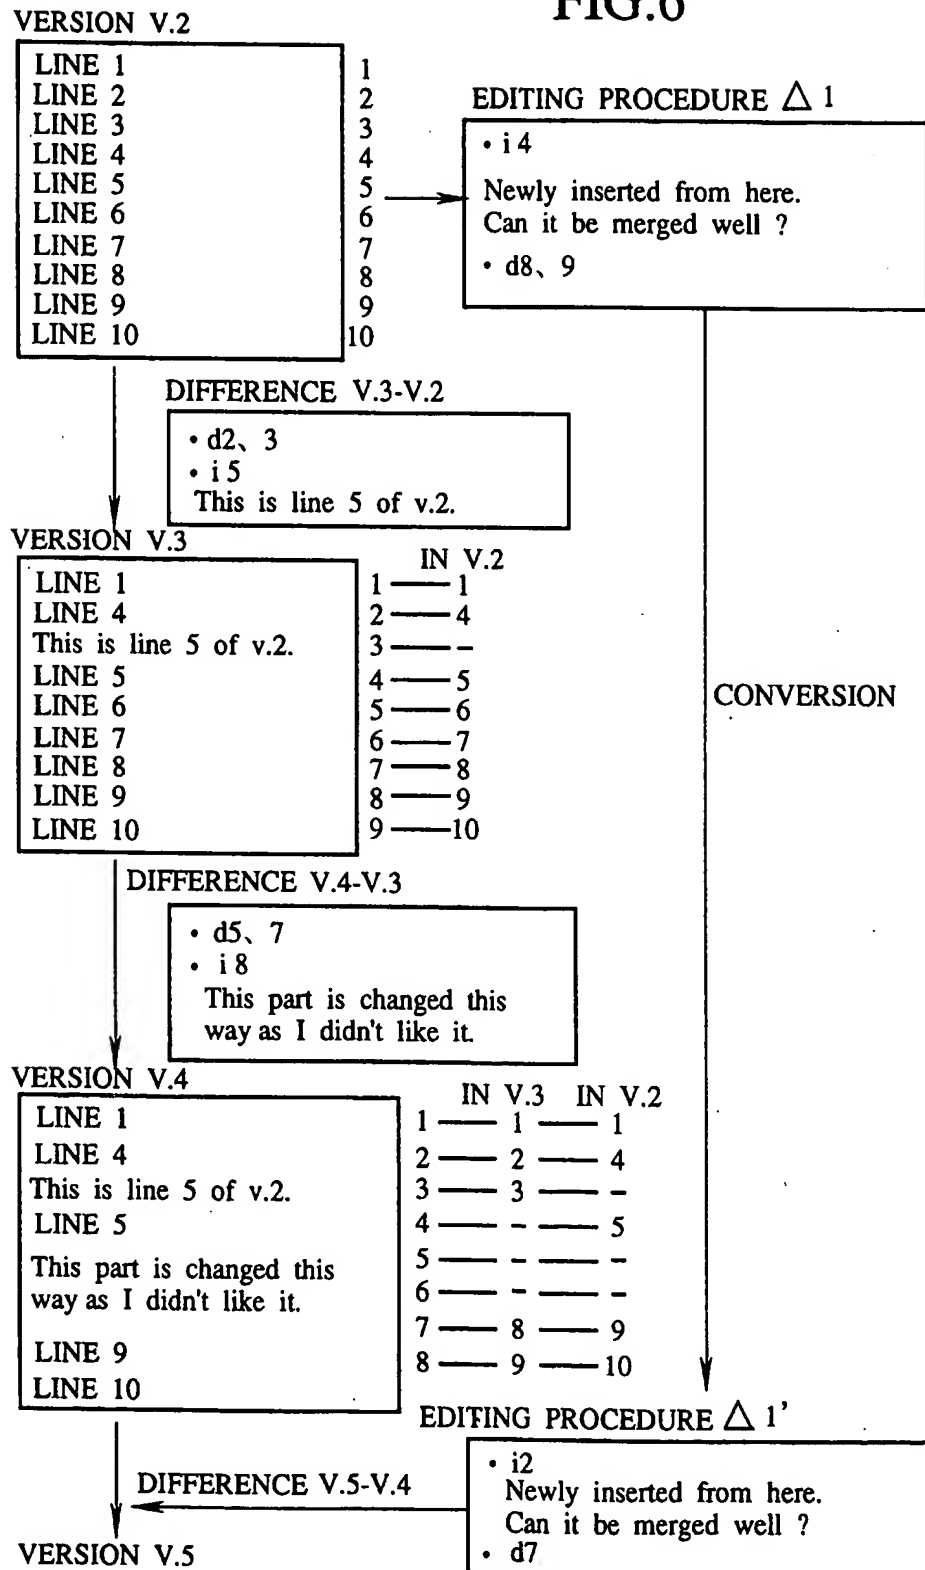 FIG.6
VERSION V.2
LINE 1 1
LINE 2 2
LINE 3 3
LINE 4 4
LINE 5 5
LINE 6 6
LINE 7 7
LINE 8 8
LINE 9 9
LINE 10 10
EDITING PROCEDURE △ 1
• i 4
Newly inserted from here.
Can it be merged well ?
• d8、9
DIFFERENCE V.3-V.2
• d2、3
• i 5
This is line 5 of v.2.
VERSION V.3
IN V.2
LINE 1 1 — 1
LINE 4 2 — 4
This is line 5 of v.2. 3 — -
LINE 5 4 — 5
LINE 6 5 — 6
LINE 7 6 — 7
LINE 8 7 — 8
LINE 9 8 — 9
LINE 10 9 — 10
CONVERSION
DIFFERENCE V.4-V.3
• d5、7
• i 8
This part is changed this
way as I didn't like it.
VERSION V.4
IN V.3 IN V.2
LINE 1 1 — 1 — 1
LINE 4 2 — 2 — 4
This is line 5 of v.2. 3 — 3 — -
LINE 5 4 — - — 5
This part is changed this 5 — - — -
way as I didn't like it. 6 — - — -
LINE 9 7 — 8 — 9
LINE 10 8 — 9 — 10
EDITING PROCEDURE △ 1'
• i2
Newly inserted from here.
Can it be merged well ?
• d7
DIFFERENCE V.5-V.4
VERSION V.5